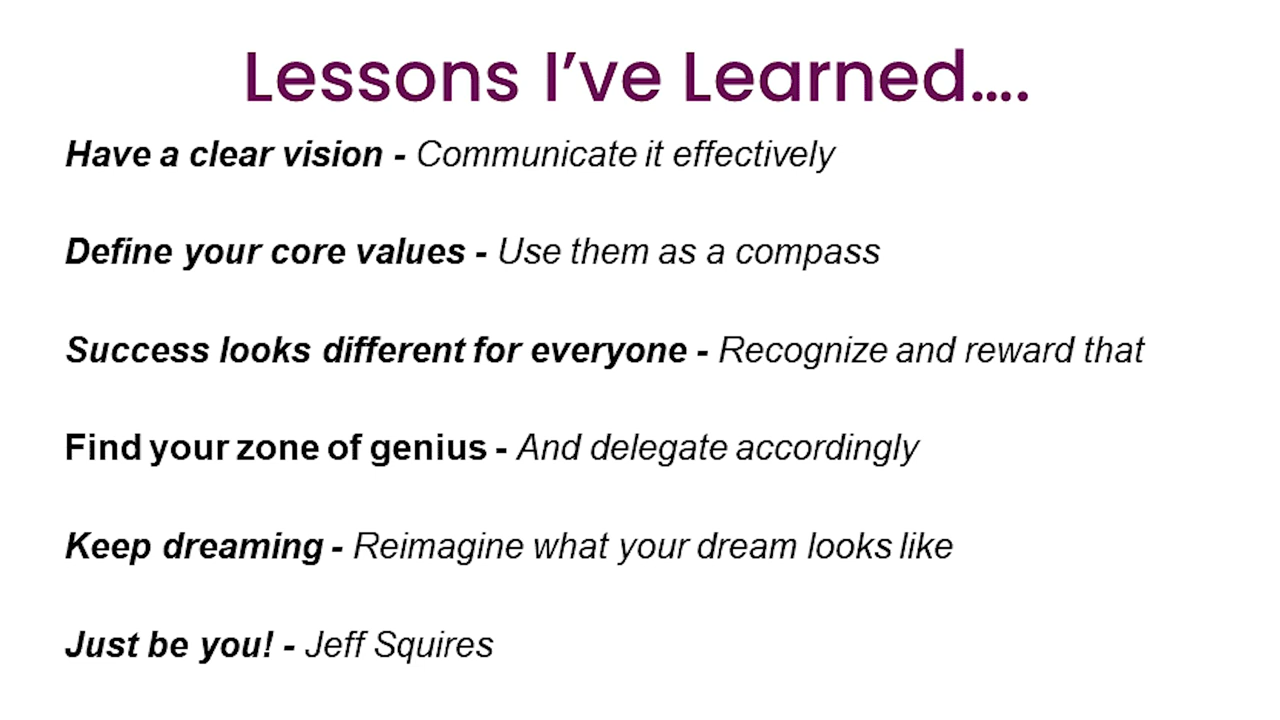 Lessons I’ve Learned….
Have a clear vision - Communicate it effectively
Define your core values - Use them as a compass
Success looks different for everyone - Recognize and reward that
Find your zone of genius - And delegate accordingly
Keep dreaming - Reimagine what your dream looks like
Just be you! - Jeff Squires